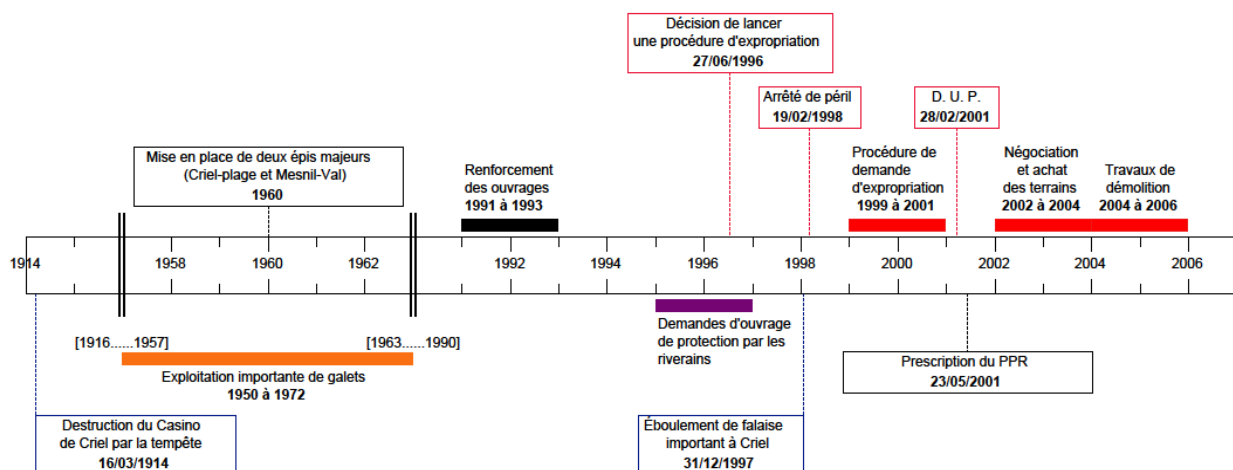 Décision de lancer
une procédure d'expropriation
27/06/1996
Arrêté de péril
19/02/1998
D. U. P.
28/02/2001
Mise en place de deux épis majeurs
(Criel-plage et Mesnil-Val)
1960
Renforcement
des ouvrages
1991 à 1993
Procédure de
demande
d'expropriation
1999 à 2001
Négociation
et achat
des terrains
2002 à 2004
Travaux de
démolition
2004 à 2006
1914 1958 1960 1962 1992 1994 1996 1998 2000 2002 2004 2006
[1916......1957] [1963......1990]
Exploitation importante de galets
1950 à 1972
Demandes d'ouvrage
de protection par les
riverains
Prescription du PPR
23/05/2001
Destruction du Casino
de Criel par la tempête
16/03/1914
Éboulement de falaise
important à Criel
31/12/1997